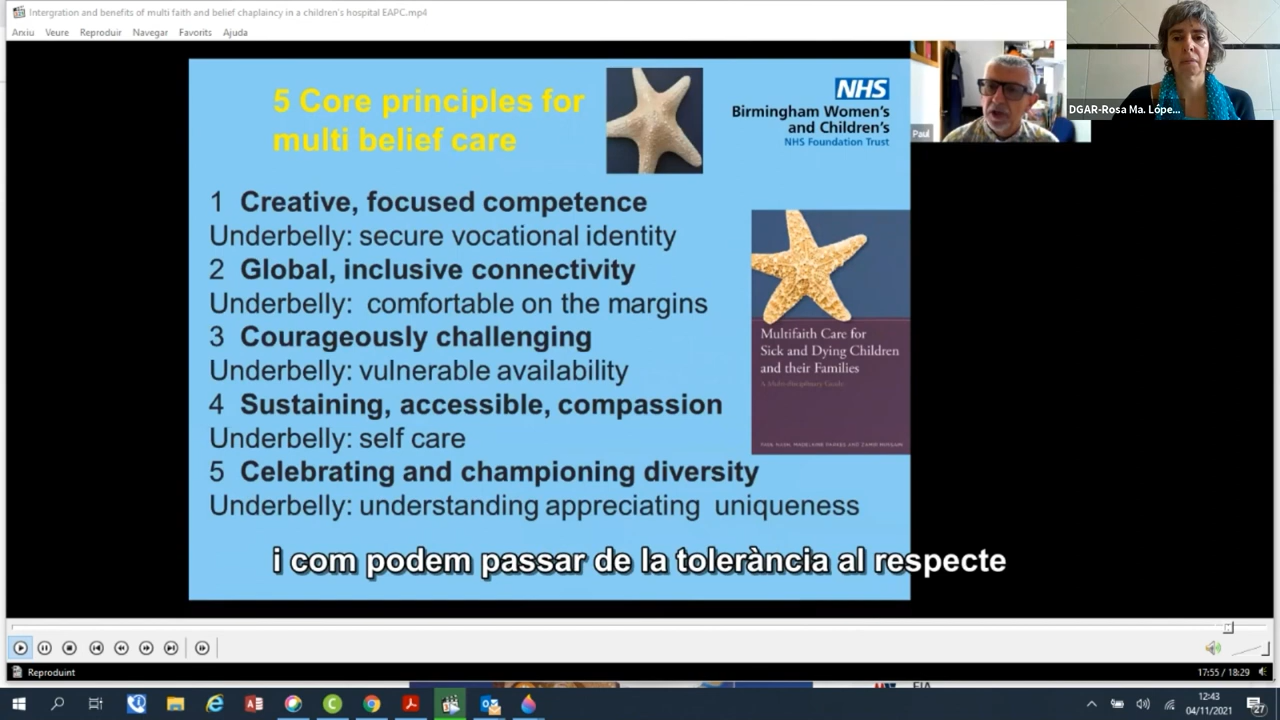 Intergration and benefits of multi faith and belief chaplaincy in a children's hospital EAPC.mp4
Arxiu Veure Reproduir Navegar Favorits Ajuda
5 Core principles for
multi belief care
NHS
Birmingham Women's
and Children's
NHS Foundation Trust
Paul
DGAR-Rosa Ma. Lópe...
1 Creative, focused competence
Underbelly: secure vocational identity
2 Global, inclusive connectivity
Underbelly: comfortable on the margins
3 Courageously challenging
Underbelly: vulnerable availability
4 Sustaining, accessible, compassion
Underbelly: self care
5 Celebrating and championing diversity
Underbelly: understanding appreciating uniqueness
Multifaith Care for
Sick and Dying Children
and their Families
A Multi-disciplinary Guide
i com podem passar de la tolerància al respecte
Reproduint
17:55 / 18:29
12:43
04/11/2021
27